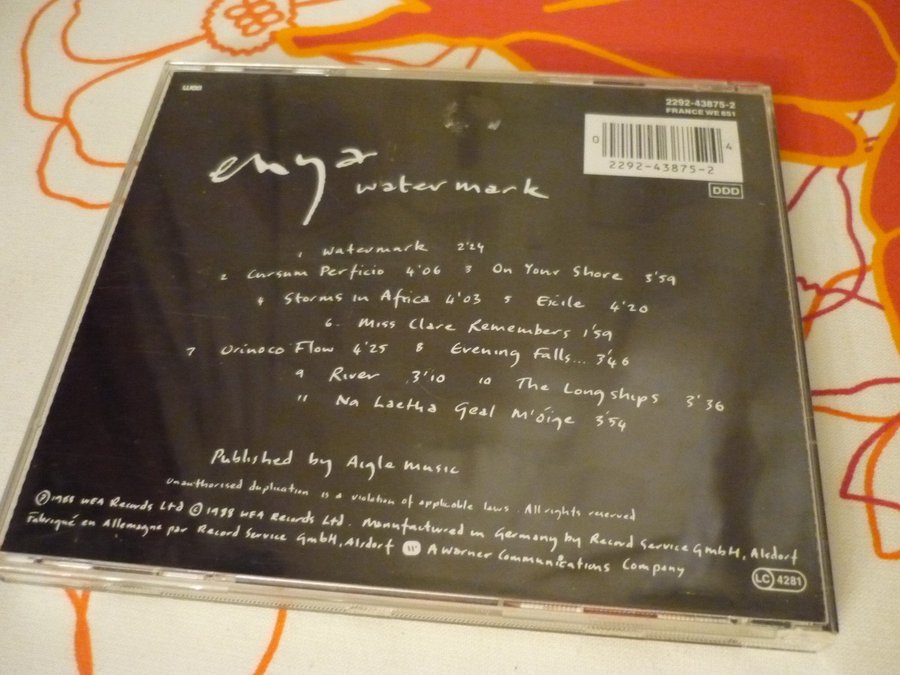 wea
2292-43875-2
FRANCE WE 851
0 4
2292-43875-2
DDD
enya
watermark
1 Watermark 2'24
2 Cursum Perficio 4'06 3 On Your Shore 3'59
4 Storms in Africa 4'03 5 Exile 4'20
6. Miss Clare Remembers 1'59
7 Orinoco Flow 4'25 8 Evening Falls... 3'46
9 River 3'10 10 The Longships 3'36
11 Na Laetha Geal M'óige 3'54
Published by Aigle Music
Unauthorised duplication is a violation of applicable laws. All rights reserved
℗ 1988 WEA Records Ltd © 1988 WEA Records Ltd. Manufactured in Germany by Record Service GmbH, Alsdorf
Fabriqué en Allemagne par Record Service GmbH, Alsdorf W A Warner Communications Company
LC 4281